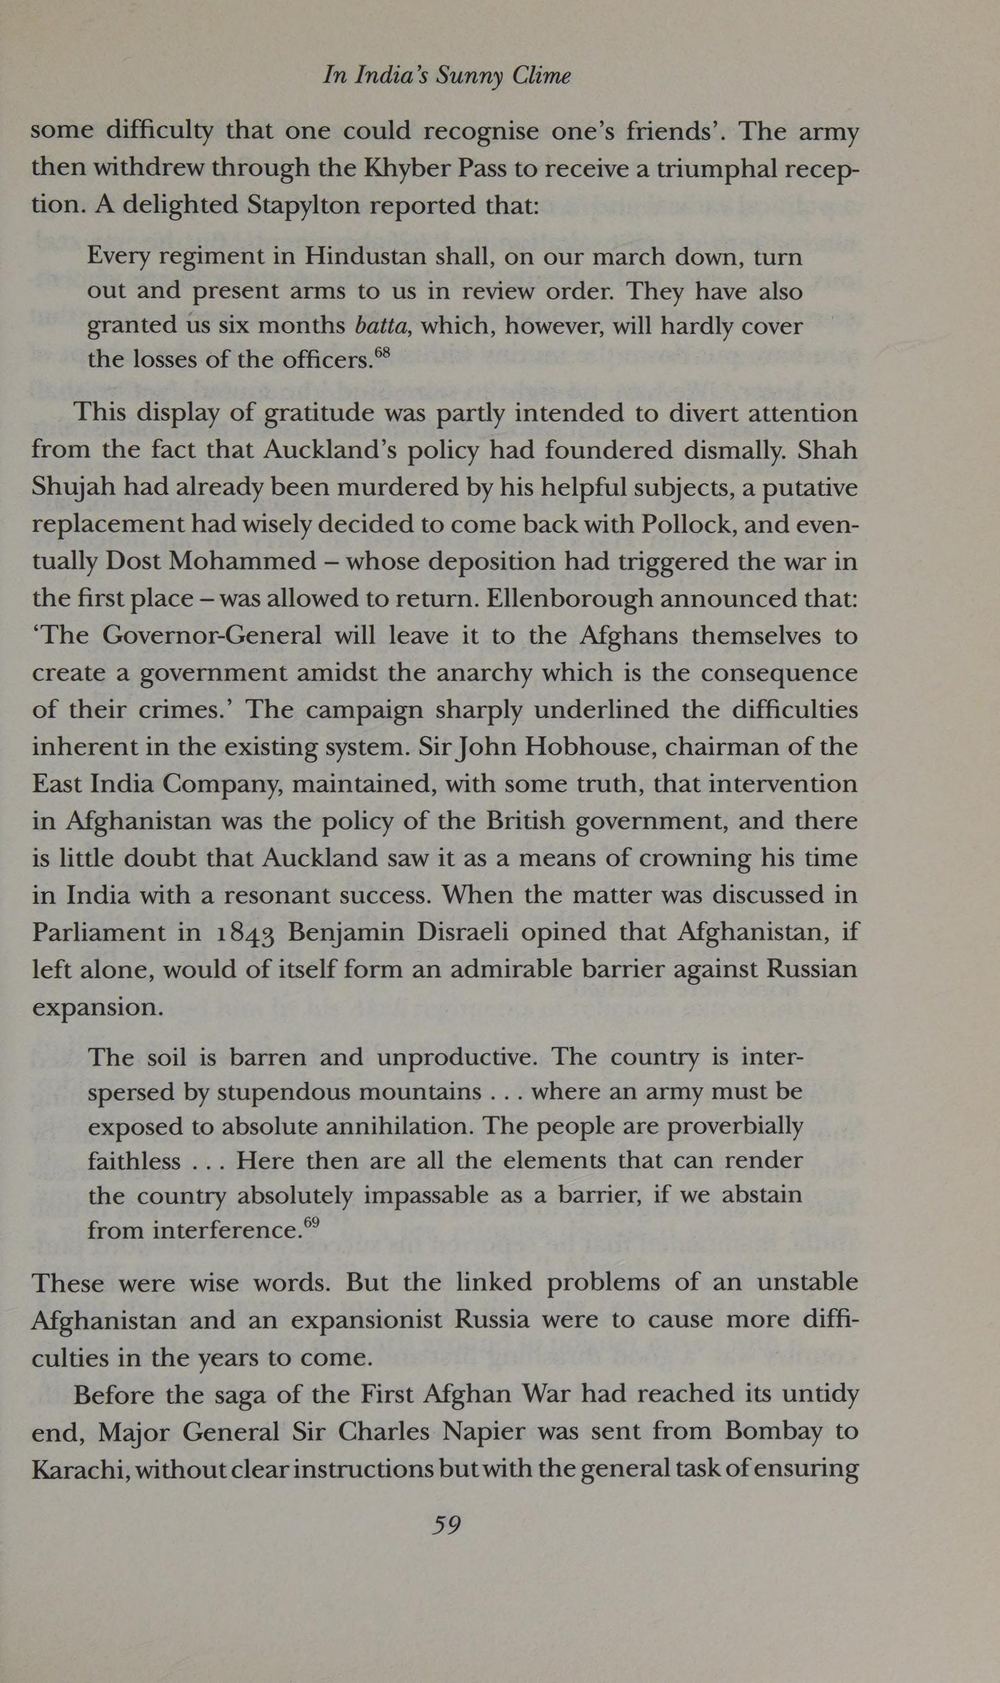 In India’s Sunny Clime
some difficulty that one could recognise one’s friends’. The army
then withdrew through the Khyber Pass to receive a triumphal recep-
tion. A delighted Stapylton reported that:
Every regiment in Hindustan shall, on our march down, turn
out and present arms to us in review order. They have also
granted us six months batta, which, however, will hardly cover
the losses of the officers.68
This display of gratitude was partly intended to divert attention
from the fact that Auckland’s policy had foundered dismally. Shah
Shujah had already been murdered by his helpful subjects, a putative
replacement had wisely decided to come back with Pollock, and even-
tually Dost Mohammed – whose deposition had triggered the war in
the first place – was allowed to return. Ellenborough announced that:
‘The Governor-General will leave it to the Afghans themselves to
create a government amidst the anarchy which is the consequence
of their crimes.’ The campaign sharply underlined the difficulties
inherent in the existing system. Sir John Hobhouse, chairman of the
East India Company, maintained, with some truth, that intervention
in Afghanistan was the policy of the British government, and there
is little doubt that Auckland saw it as a means of crowning his time
in India with a resonant success. When the matter was discussed in
Parliament in 1843 Benjamin Disraeli opined that Afghanistan, if
left alone, would of itself form an admirable barrier against Russian
expansion.
The soil is barren and unproductive. The country is inter-
spersed by stupendous mountains . . . where an army must be
exposed to absolute annihilation. The people are proverbially
faithless . . . Here then are all the elements that can render
the country absolutely impassable as a barrier, if we abstain
from interference.69
These were wise words. But the linked problems of an unstable
Afghanistan and an expansionist Russia were to cause more diffi-
culties in the years to come.
Before the saga of the First Afghan War had reached its untidy
end, Major General Sir Charles Napier was sent from Bombay to
Karachi, without clear instructions but with the general task of ensuring
59